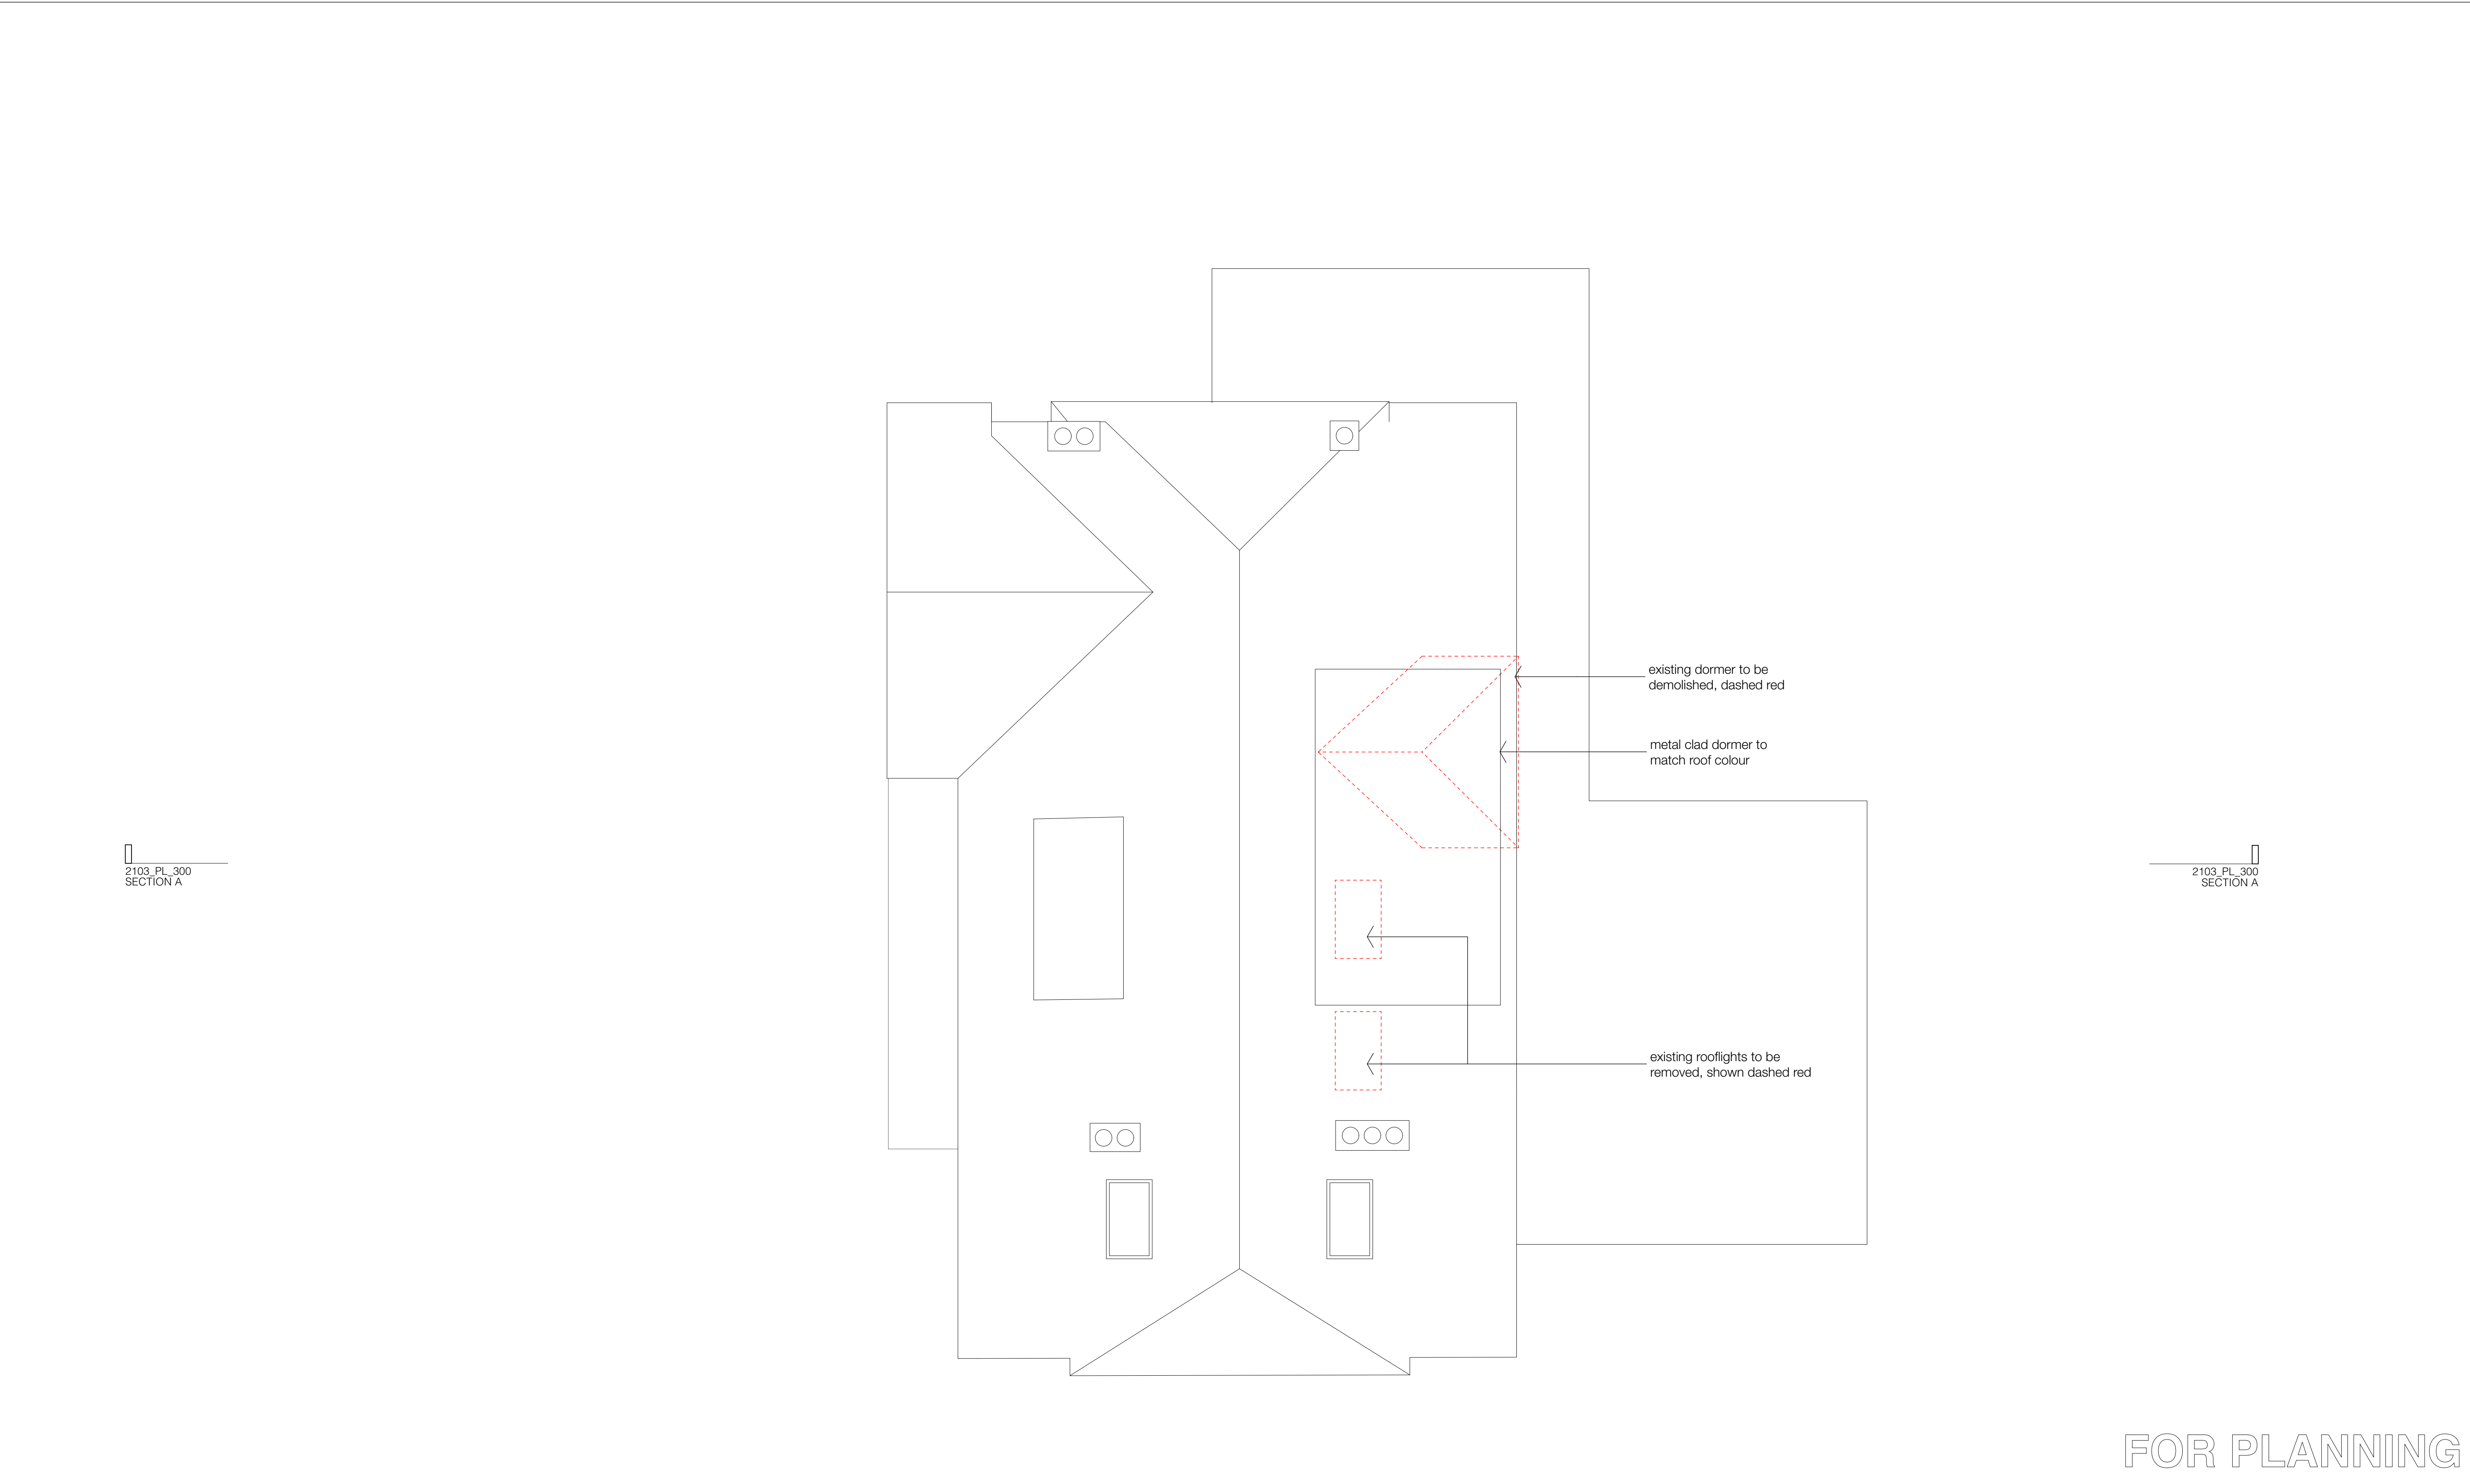 existing dormer to be
demolished, dashed red
metal clad dormer to
match roof colour
2103_PL_300
SECTION A
2103_PL_300
SECTION A
existing rooflights to be
removed, shown dashed red
FOR PLANNING